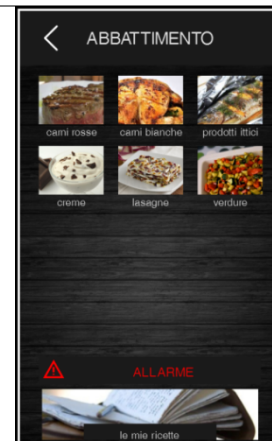 ABBATTIMENTO
carni rosse carni bianche prodotti ittici
creme lasagne verdure
ALLARME
le mie ricette